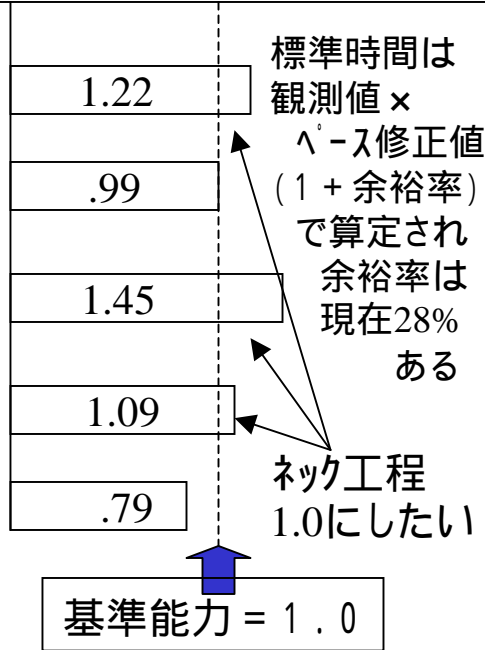 1.22
.99
1.45
1.09
.79
標準時間は
観測値×
ペース修正値
(1+余裕率)
で算定され
余裕率は
現在28%
ある
ネック工程
1.0にしたい
基準能力=1.0